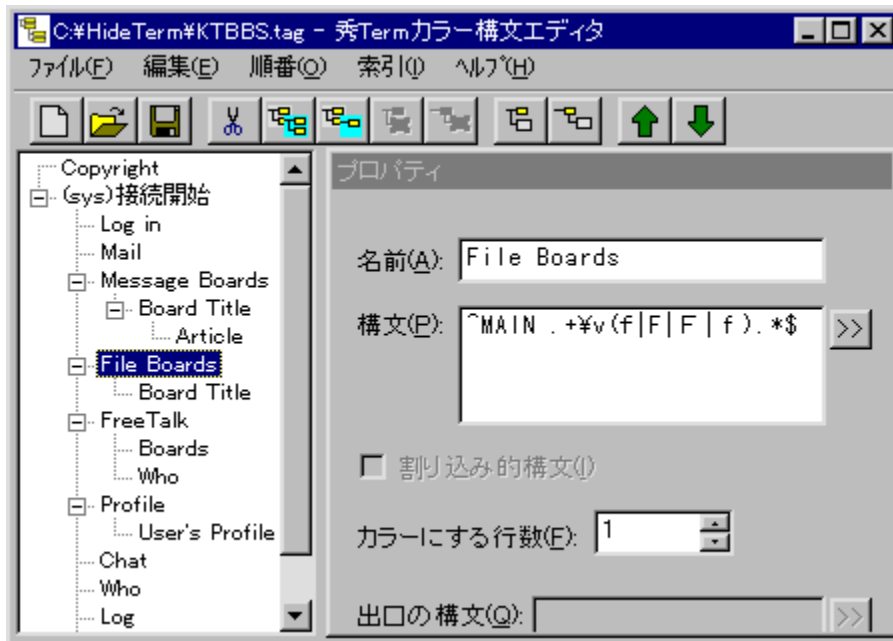 C:¥HideTerm¥KTBBS.tag - 秀Termカラー構文エディタ
ファイル(F) 編集(E) 順番(O) 索引(I) ヘルプ(H)
Copyright
(sys)接続開始
Log in
Mail
Message Boards
Board Title
Article
File Boards
Board Title
FreeTalk
Boards
Who
Profile
User's Profile
Chat
Who
Log
プロパティ
名前(A): File Boards
構文(P): ^MAIN .+¥v(f|F|Ｆ|ｆ).*$ >>
割り込み的構文(I)
カラーにする行数(F): 1
出口の構文(Q): >>